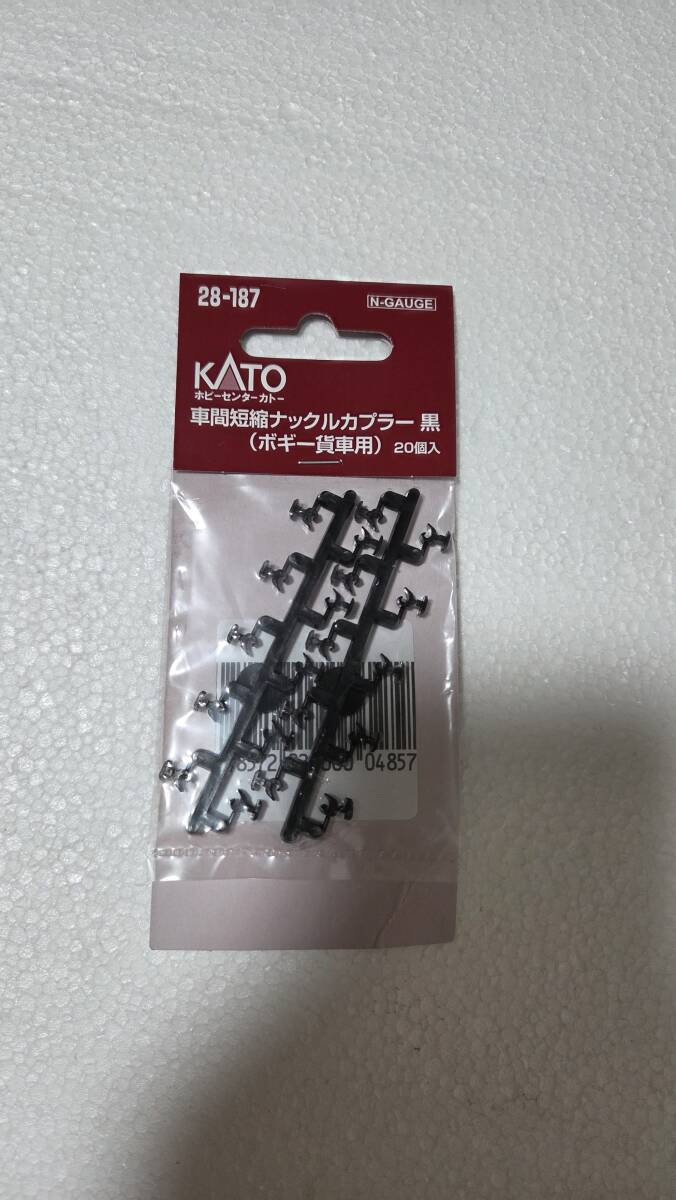 28-187
N-GAUGE
KATO
ホビーセンターカトー
車間短縮ナックルカプラー 黒
(ボギー貨車用) 20個入
04857